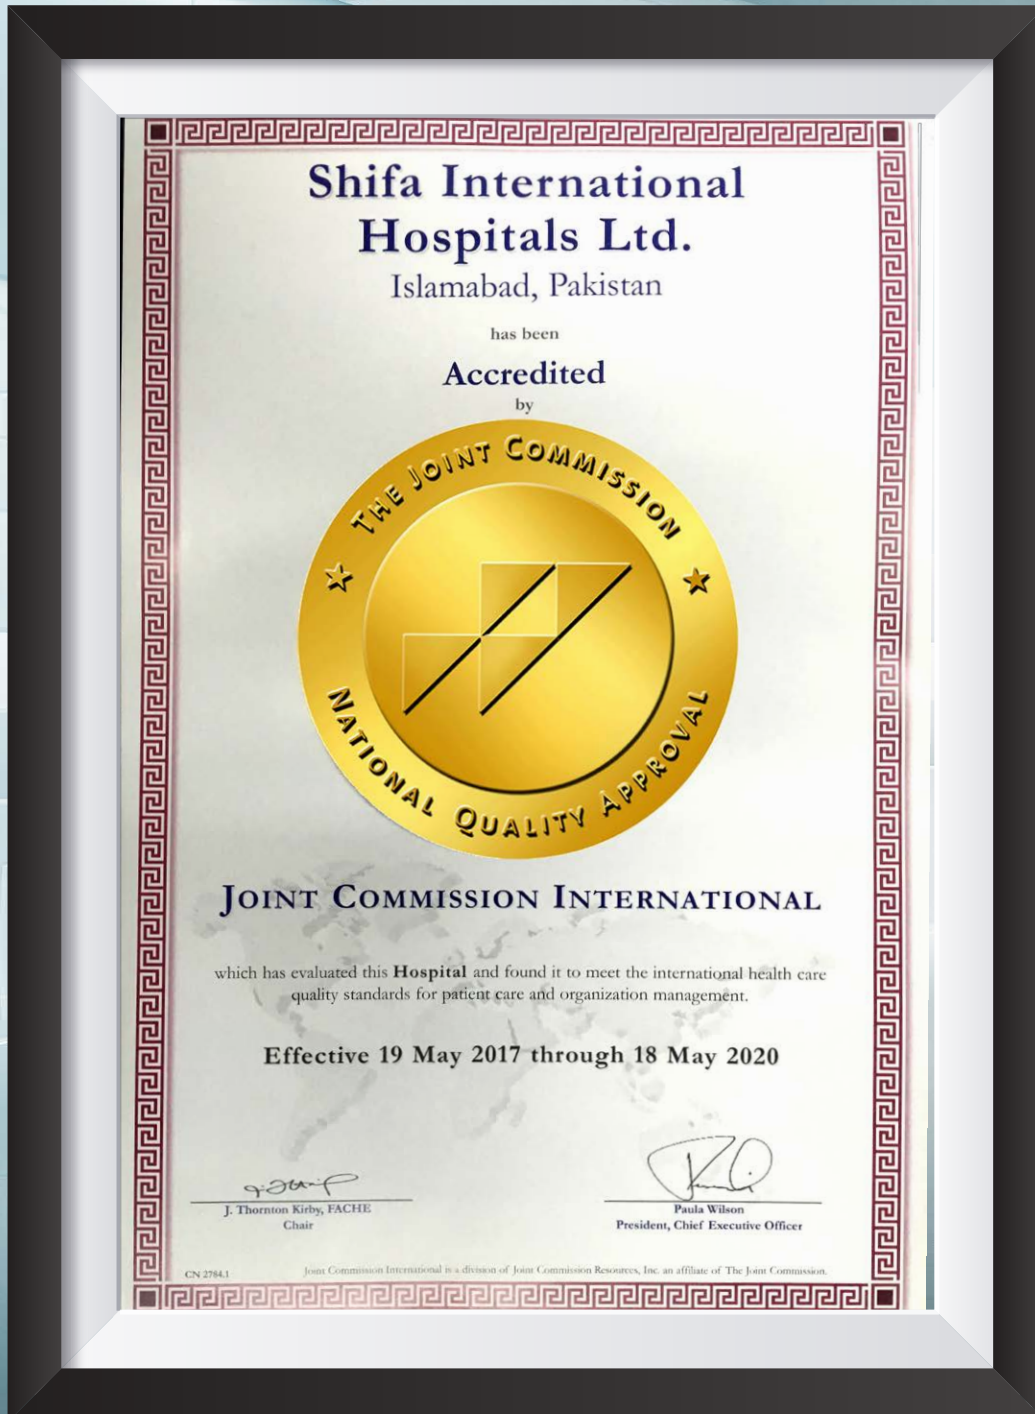 Shifa International
Hospitals Ltd.
Islamabad, Pakistan
has been
Accredited
by
THE JOINT COMMISSION
NATIONAL QUALITY APPROVAL
JOINT COMMISSION INTERNATIONAL
which has evaluated this Hospital and found it to meet the international health care
quality standards for patient care and organization management.
Effective 19 May 2017 through 18 May 2020
J. Thornton Kirby, FACHE
Chair
Paula Wilson
President, Chief Executive Officer
CN 2764.1
Joint Commission International is a division of Joint Commission Resources, Inc. an affiliate of The Joint Commission.